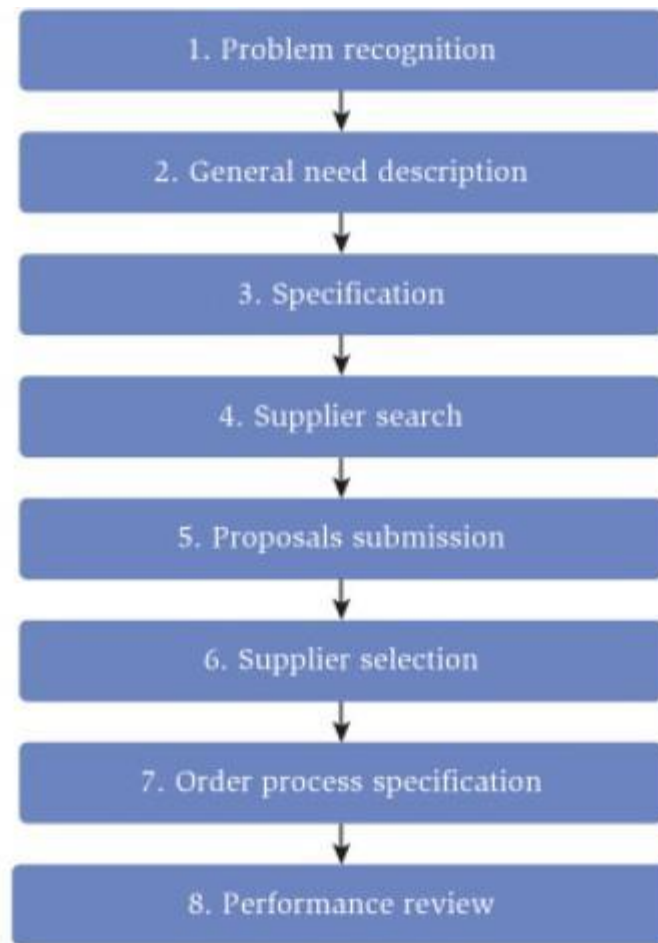 1. Problem recognition
2. General need description
3. Specification
4. Supplier search
5. Proposals submission
6. Supplier selection
7. Order process specification
8. Performance review